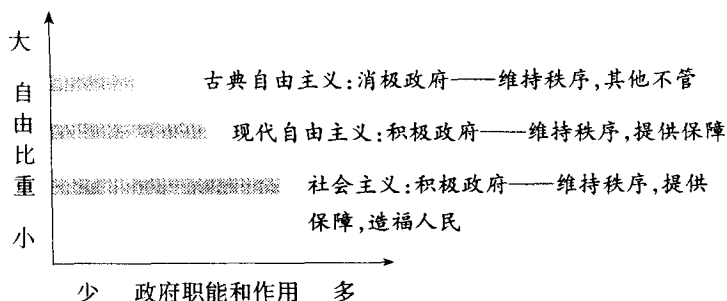 大
自
由
比
重
小
古典自由主义:消极政府——维持秩序,其他不管
现代自由主义:积极政府——维持秩序,提供保障
社会主义:积极政府——维持秩序,提供
保障,造福人民
少 政府职能和作用 多